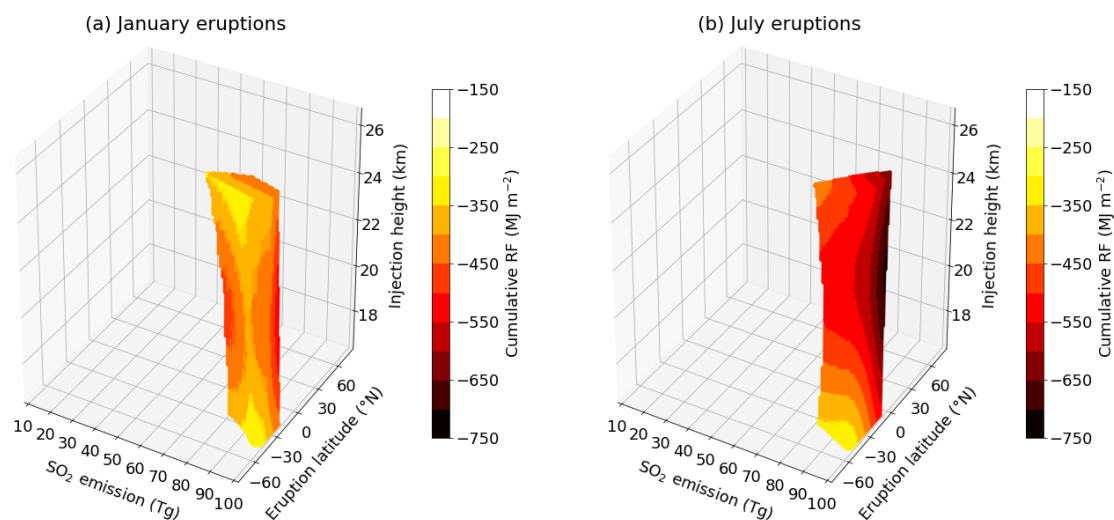 (a) January eruptions
26
24
22
20
18
Injection height (km)
10 20 30 40 50 60 70 80 90 100
SO₂ emission (Tg)
−60 −30 0 30 60
Eruption latitude (°N)
−150
−250
−350
−450
−550
−650
−750
Cumulative RF (MJ m⁻²)
(b) July eruptions
26
24
22
20
18
Injection height (km)
10 20 30 40 50 60 70 80 90 100
SO₂ emission (Tg)
−60 −30 0 30 60
Eruption latitude (°N)
−150
−250
−350
−450
−550
−650
−750
Cumulative RF (MJ m⁻²)